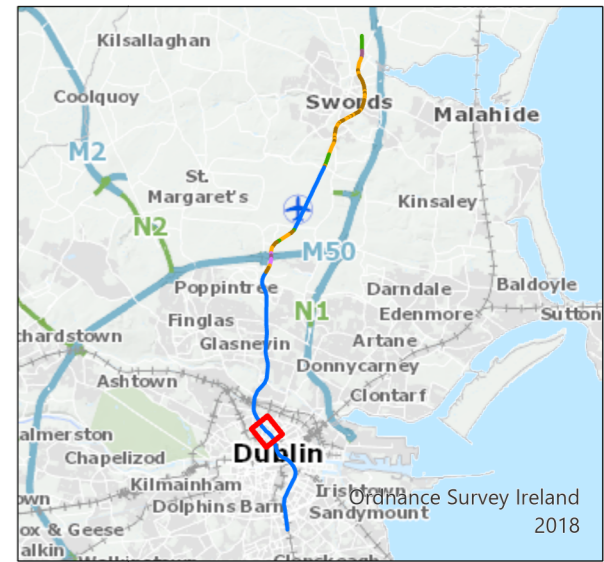 Kilsallaghan
Coolquoy
Swords
Malahide
M2
St.
Margaret's
Kinsaley
N2
M50
Poppintree
Darndale
Baldoyle
N1
Edenmore
Sutton
Finglas
chardstown
Glasnevin
Artane
Donnycarney
Ashtown
Clontarf
almerston
Dublin
Chapelizod
Kilmainham
Irishtown
Ordnance Survey Ireland
own
Dolphins Barn
Sandymount
2018
ox & Geese
alkin